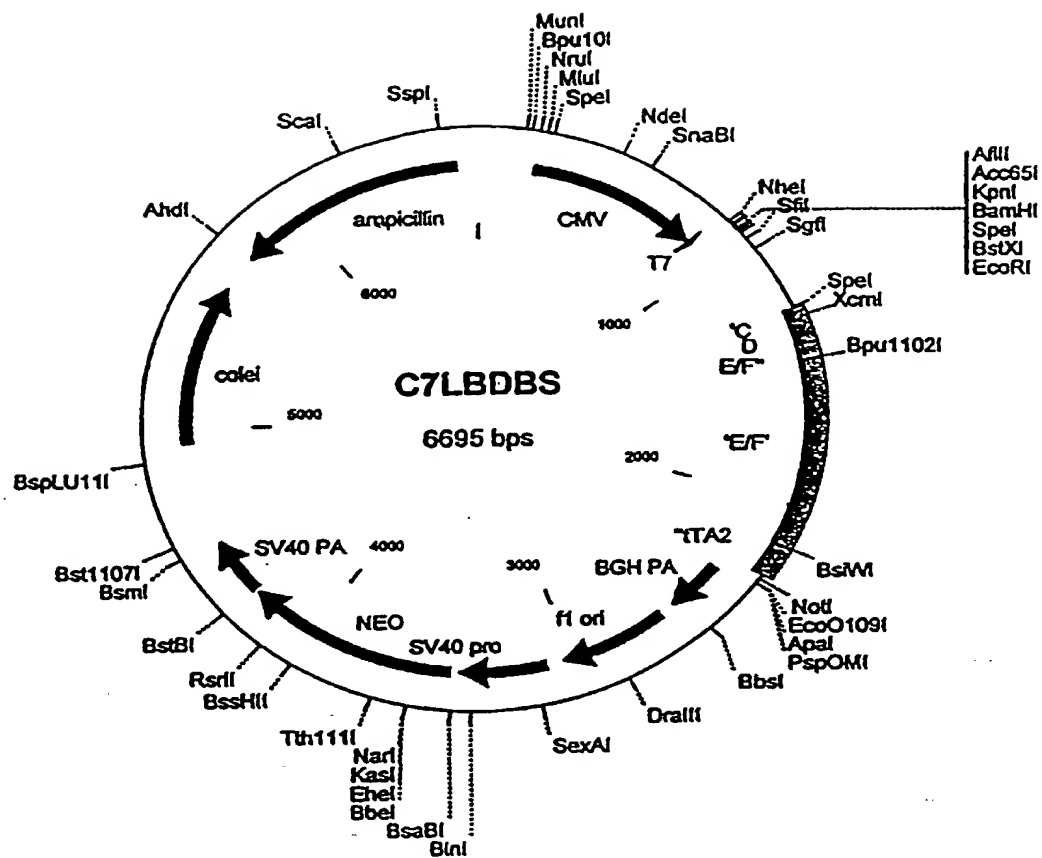 MunI
Bpu10I
NruI
MluI
SpeI
NdeI
SnaBI
NheI
SfiI
SgfI
AflII
Acc65I
KpnI
BamHI
SpeI
BstXI
EcoRI
SpeI
XcmI
Bpu1102I
BsiWI
NotI
EcoO109I
ApaI
PspOMI
BbsI
DraIII
SexAI
BlnI
BsaBI
NarI
KasI
EheI
BbeI
Tth111I
BssHII
RsrII
BstBI
BsmI
Bst1107I
BspLU11I
AhdI
ScaI
SspI
ampicillin
1
CMV
T7
6000
1000
"C
D
E/F"
'E/F'
colei
C7LBDBS
6695 bps
5000
2000
"tTA2
SV40 PA
4000
3000
BGH PA
f1 ori
NEO
SV40 pro